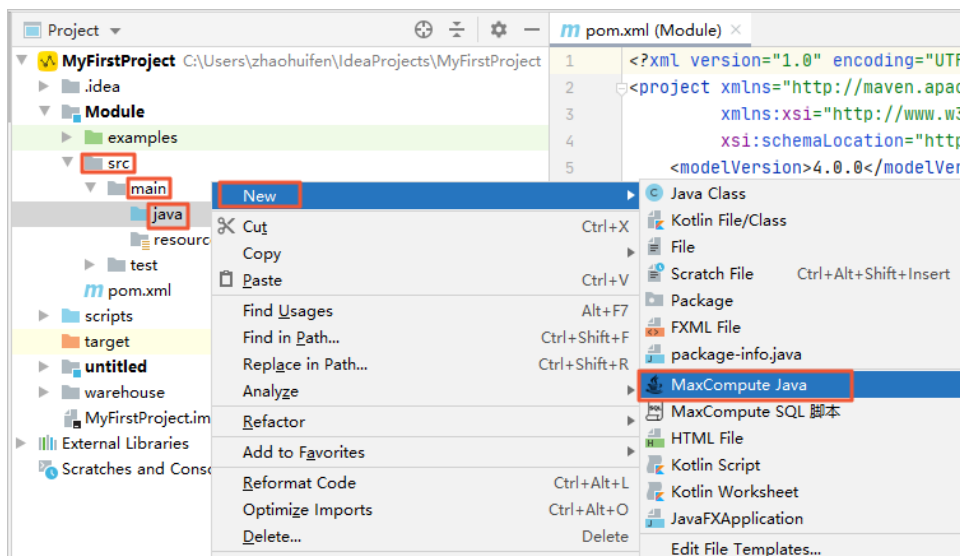 Project
pom.xml (Module)
MyFirstProject C:\Users\zhaohuifen\IdeaProjects\MyFirstProject
.idea
Module
examples
src
main
java
resourc
test
pom.xml
scripts
target
untitled
warehouse
MyFirstProject.im
External Libraries
Scratches and Conso
1 <?xml version="1.0" encoding="UTF
2 <project xmlns="http://maven.apac
3 xmlns:xsi="http://www.w3
4 xsi:schemaLocation="http
5 <modelVersion>4.0.0</modelVer
New
Cut Ctrl+X
Copy
Paste Ctrl+V
Find Usages Alt+F7
Find in Path... Ctrl+Shift+F
Replace in Path... Ctrl+Shift+R
Analyze
Refactor
Add to Favorites
Reformat Code Ctrl+Alt+L
Optimize Imports Ctrl+Alt+O
Delete... Delete
Java Class
Kotlin File/Class
File
Scratch File Ctrl+Alt+Shift+Insert
Package
FXML File
package-info.java
MaxCompute Java
MaxCompute SQL 脚本
HTML File
Kotlin Script
Kotlin Worksheet
JavaFXApplication
Edit File Templates...